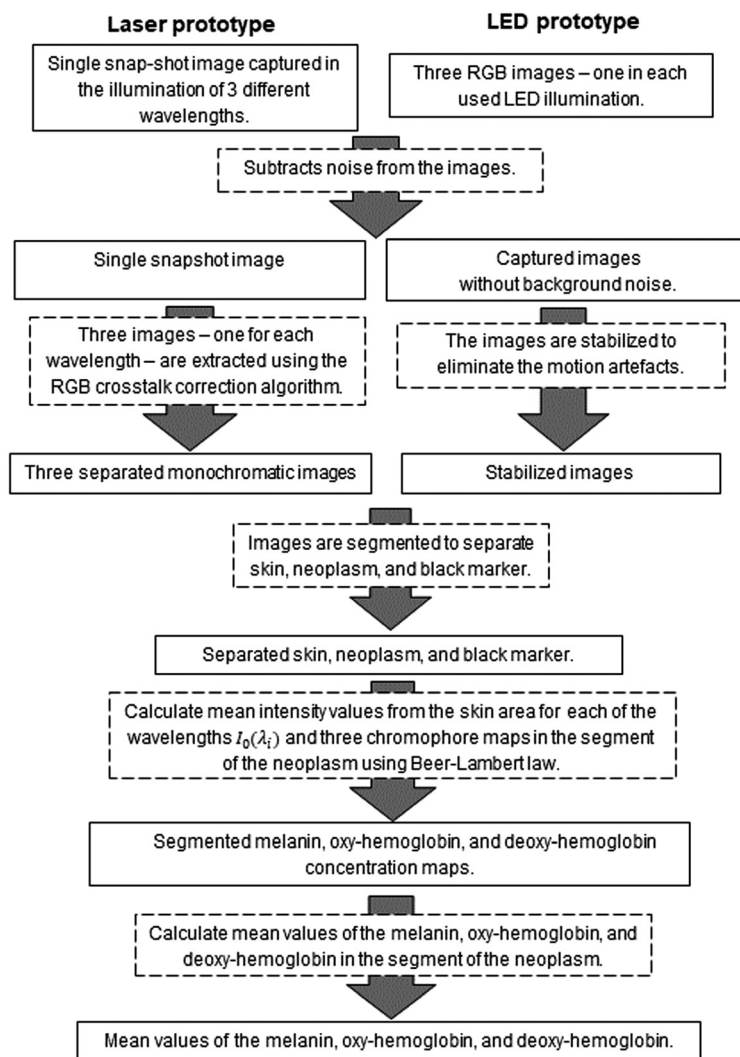 Laser prototype
LED prototype
Single snap-shot image captured in
the illumination of 3 different
wavelengths.
Three RGB images – one in each
used LED illumination.
Subtracts noise from the images.
Single snapshot image
Captured images
without background noise.
Three images – one for each
wavelength – are extracted using the
RGB crosstalk correction algorithm.
The images are stabilized to
eliminate the motion artefacts.
Three separated monochromatic images
Stabilized images
Images are segmented to separate
skin, neoplasm, and black marker.
Separated skin, neoplasm, and black marker.
Calculate mean intensity values from the skin area for each of the
wavelengths I₀(λᵢ) and three chromophore maps in the segment
of the neoplasm using Beer-Lambert law.
Segmented melanin, oxy-hemoglobin, and deoxy-hemoglobin
concentration maps.
Calculate mean values of the melanin, oxy-hemoglobin, and
deoxy-hemoglobin in the segment of the neoplasm.
Mean values of the melanin, oxy-hemoglobin, and deoxy-hemoglobin.